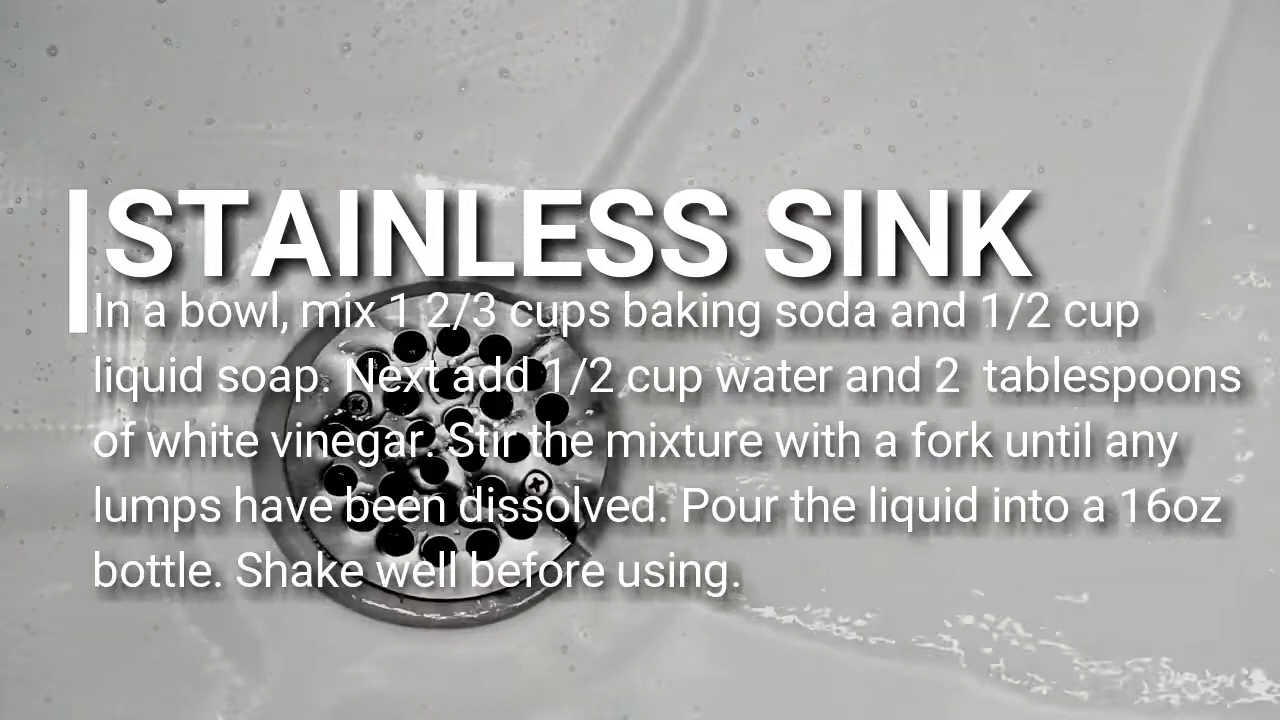 STAINLESS SINK
In a bowl, mix 1 2/3 cups baking soda and 1/2 cup
liquid soap. Next add 1/2 cup water and 2 tablespoons
of white vinegar. Stir the mixture with a fork until any
lumps have been dissolved. Pour the liquid into a 16oz
bottle. Shake well before using.